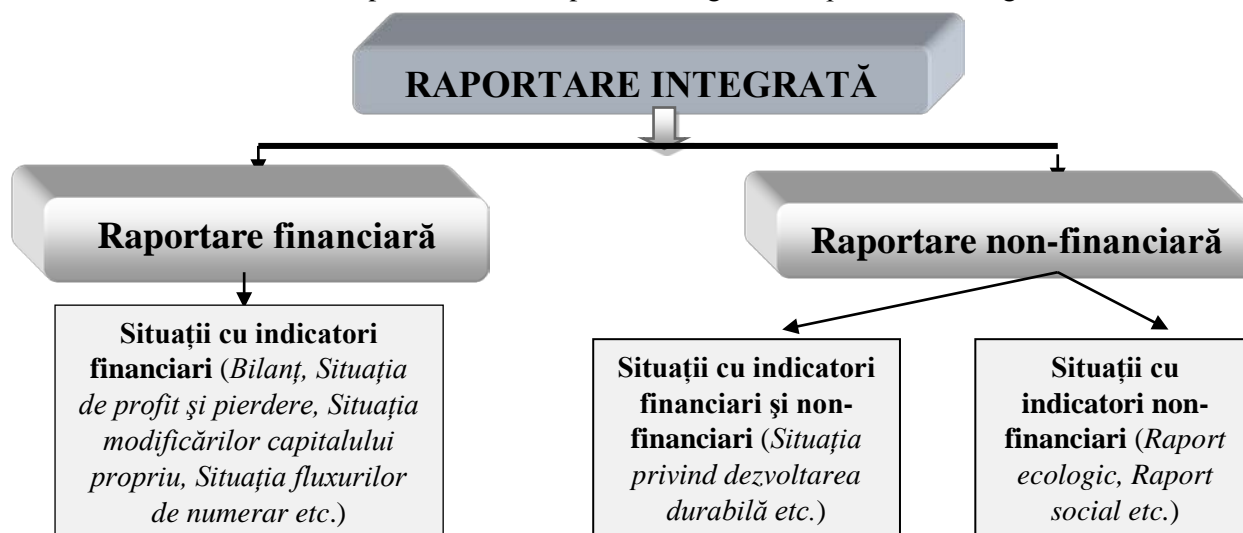 RAPORTARE INTEGRATĂ
Raportare financiară
Raportare non-financiară
Situații cu indicatori
financiari (Bilanț, Situația
de profit şi pierdere, Situația
modificărilor capitalului
propriu, Situația fluxurilor
de numerar etc.)
Situații cu indicatori
financiari şi non-
financiari (Situația
privind dezvoltarea
durabilă etc.)
Situații cu
indicatori non-
financiari (Raport
ecologic, Raport
social etc.)